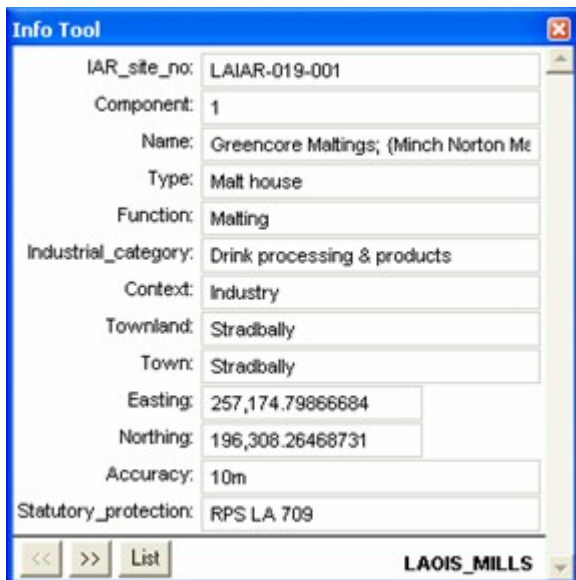 Info Tool
IAR_site_no: LAIAR-019-001
Component: 1
Name: Greencore Maltings; (Minch Norton Me
Type: Malt house
Function: Malting
Industrial_category: Drink processing & products
Context: Industry
Townland: Stradbally
Town: Stradbally
Easting: 257,174.79866684
Northing: 196,308.26468731
Accuracy: 10m
Statutory_protection: RPS LA 709
<< >> List LAOIS_MILLS